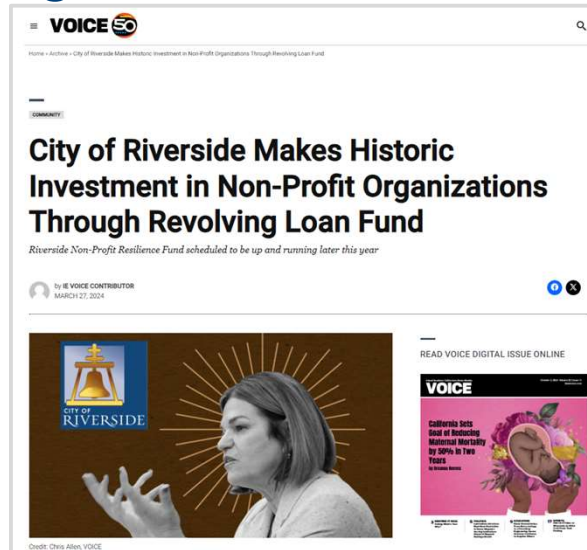 VOICE 50
Home » Archive » City of Riverside Makes Historic Investment in Non-Profit Organizations Through Revolving Loan Fund
COMMUNITY
City of Riverside Makes Historic
Investment in Non-Profit Organizations
Through Revolving Loan Fund
Riverside Non-Profit Resilience Fund scheduled to be up and running later this year
by IE VOICE CONTRIBUTOR
MARCH 27, 2024
CITY OF
RIVERSIDE
Credit: Chris Allen, VOICE
READ VOICE DIGITAL ISSUE ONLINE
VOICE
California Sets
Goal of Reducing
Maternal Mortality
by 50% in Two
Years